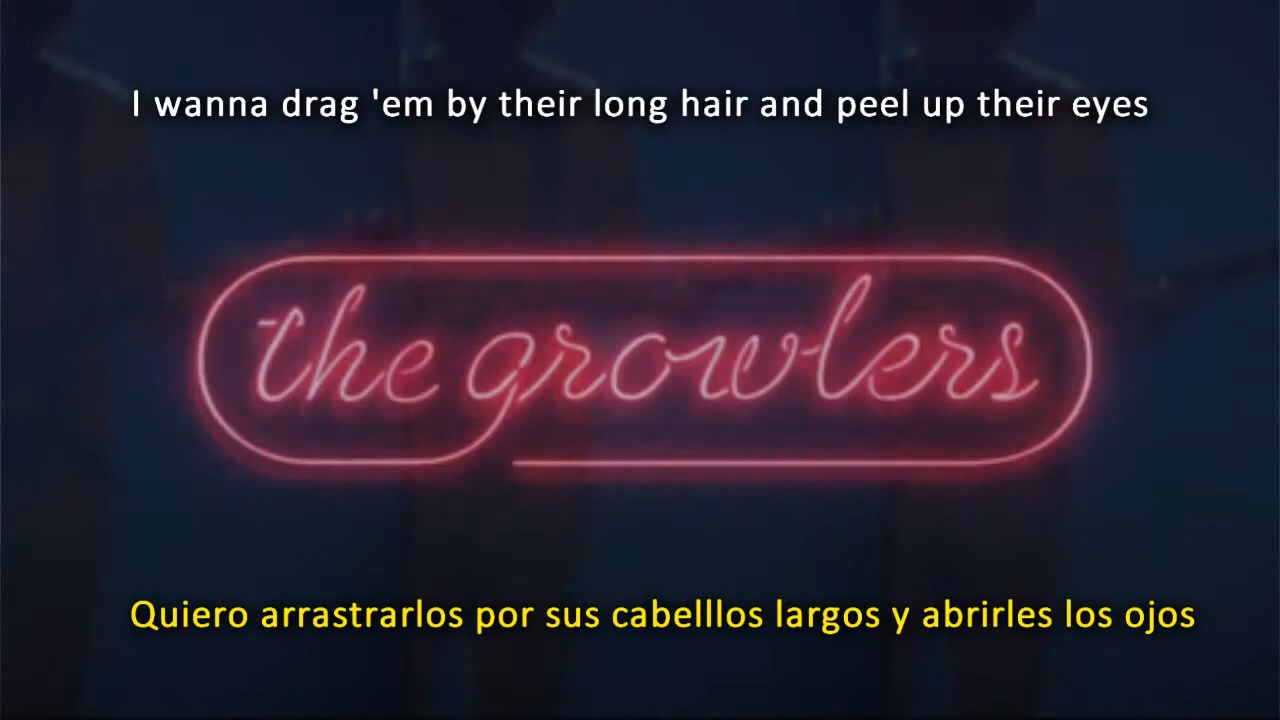 I wanna drag 'em by their long hair and peel up their eyes
the growlers
Quiero arrastrarlos por sus cabelllos largos y abrirles los ojos